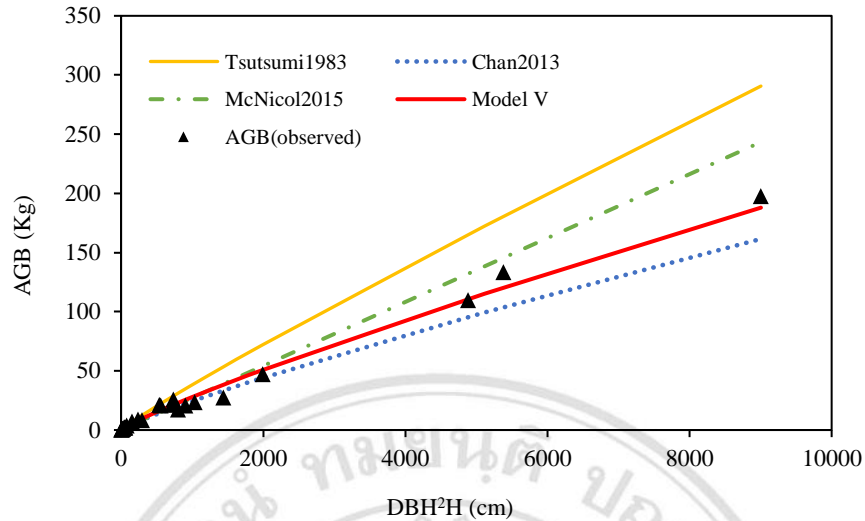 350
300
250
200
150
100
50
0
AGB (Kg)
Tsutsumi1983
Chan2013
McNicol2015
Model V
AGB(observed)
0
2000
4000
6000
8000
10000
DBH²H (cm)